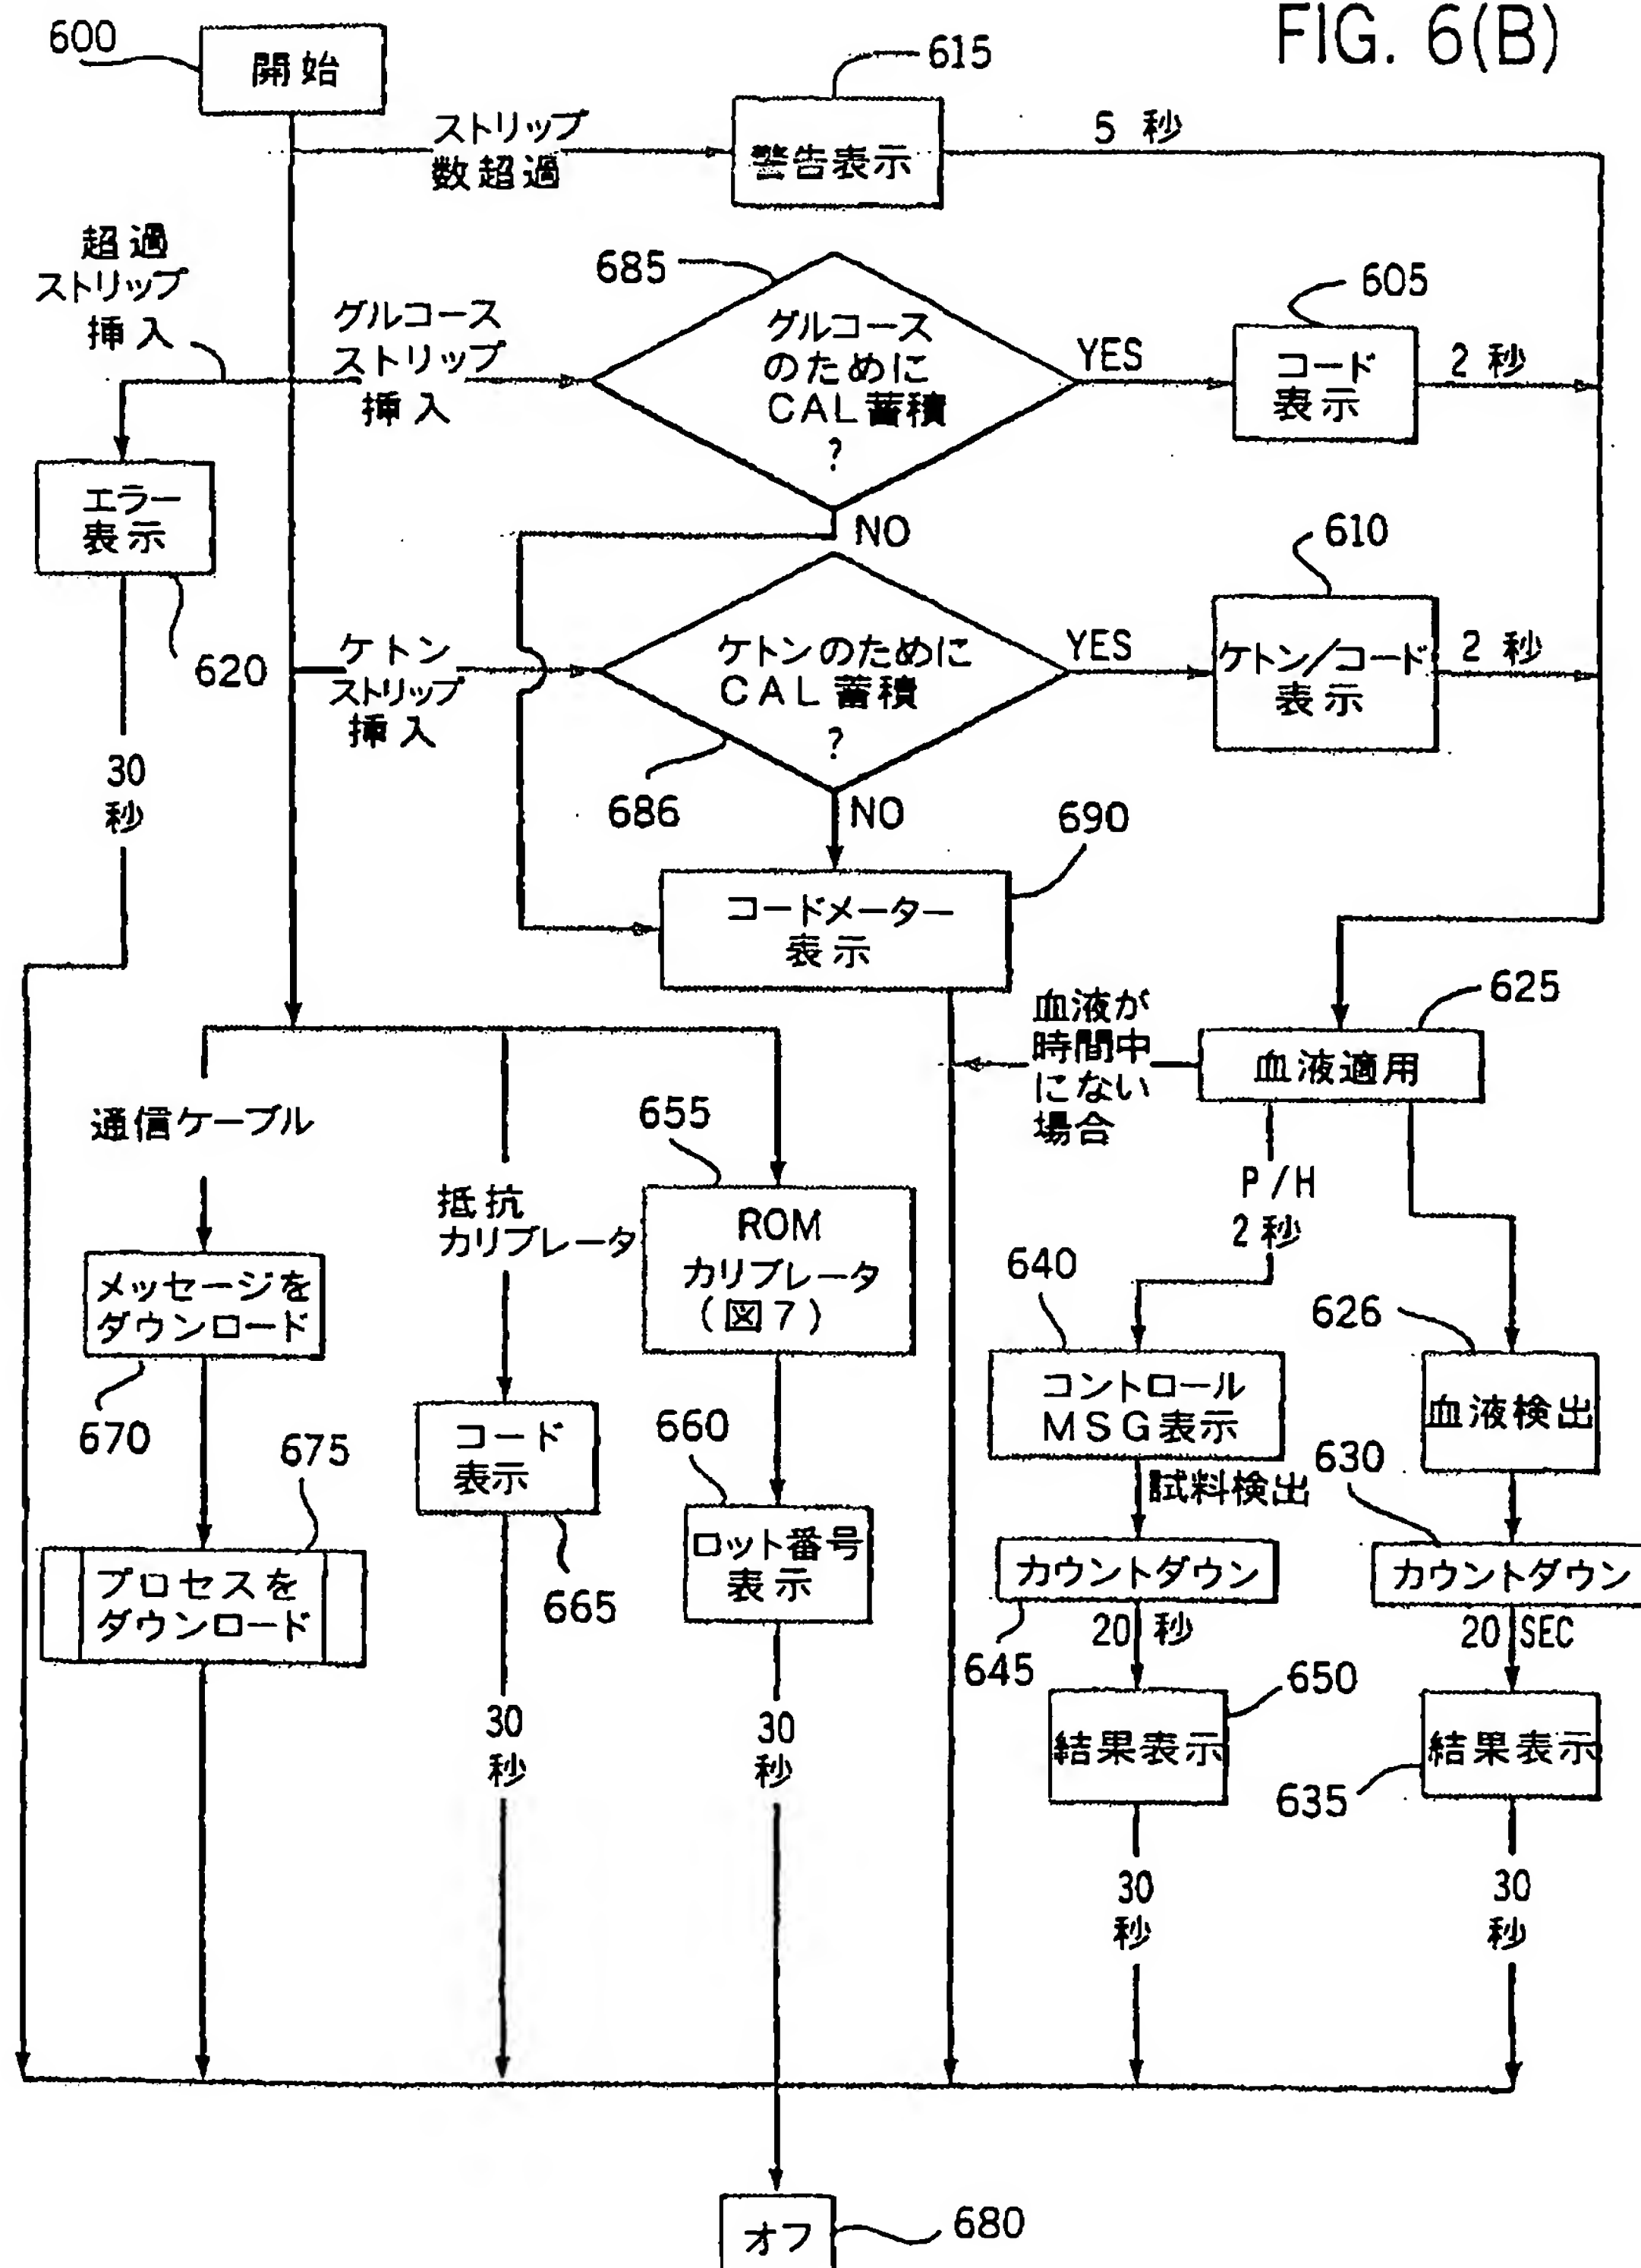 FIG. 6(B)
600
開始
615
ストリップ
数超過
警告表示
5 秒
超過
ストリップ
挿入
グルコース
ストリップ
挿入
685
グルコース
のために
CAL蓄積
?
YES
605
コード
表示
2 秒
NO
エラー
表示
620
30
秒
ケトン
ストリップ
挿入
ケトンのために
CAL蓄積
?
686
YES
610
ケトン/コード
表示
2 秒
NO
690
コードメーター
表示
血液が
時間中
にない
場合
625
血液適用
通信ケーブル
抵抗
カリブレータ
655
ROM
カリブレータ
(図7)
P/H
2秒
メッセージを
ダウンロード
670
675
プロセスを
ダウンロード
コード
表示
665
30
秒
660
ロット番号
表示
30
秒
640
コントロール
MSG表示
試料検出
カウントダウン
645
20 秒
650
結果表示
30
秒
626
血液検出
630
カウントダウン
20 SEC
結果表示
635
30
秒
オフ
680